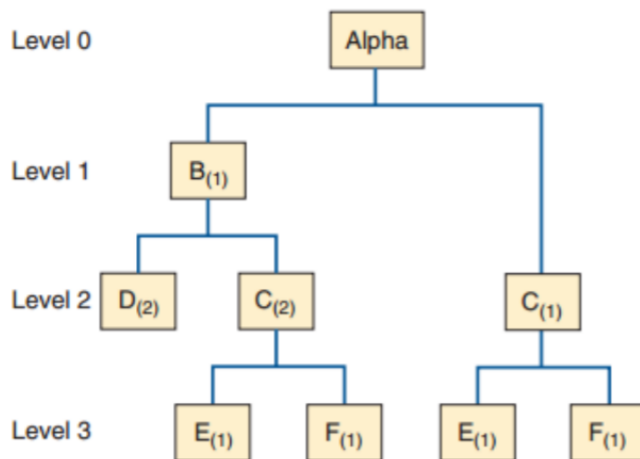 Level 0 Alpha
Level 1 B(1)
Level 2 D(2) C(2) C(1)
Level 3 E(1) F(1) E(1) F(1)